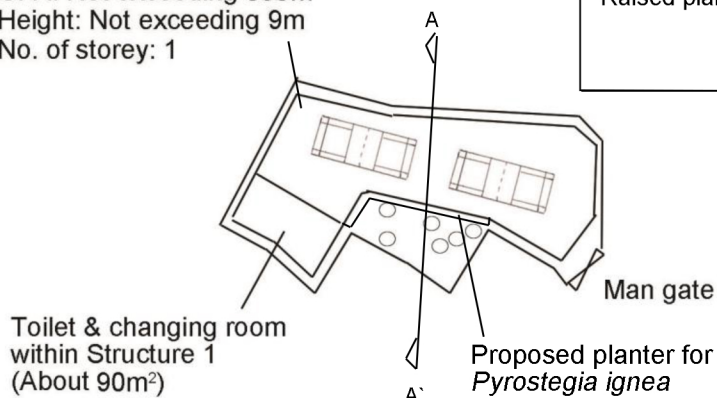 Height: Not exceeding 9m
No. of storey: 1
A
Man gate
Toilet & changing room
within Structure 1
(About 90m²)
Proposed planter for
Pyrostegia ignea
A`